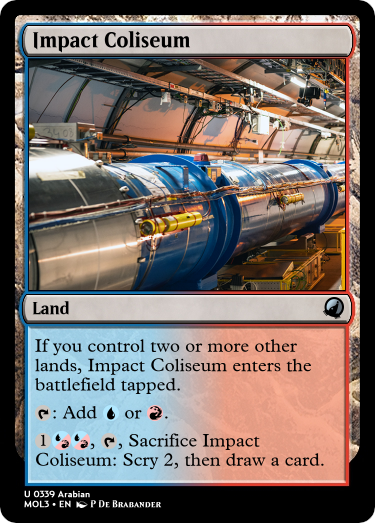 Impact Coliseum
Land
If you control two or more other
lands, Impact Coliseum enters the
battlefield tapped.
: Add or .
1 , , Sacrifice Impact
Coliseum: Scry 2, then draw a card.
U 0339 Arabian
MOL3 • EN P De Brabander